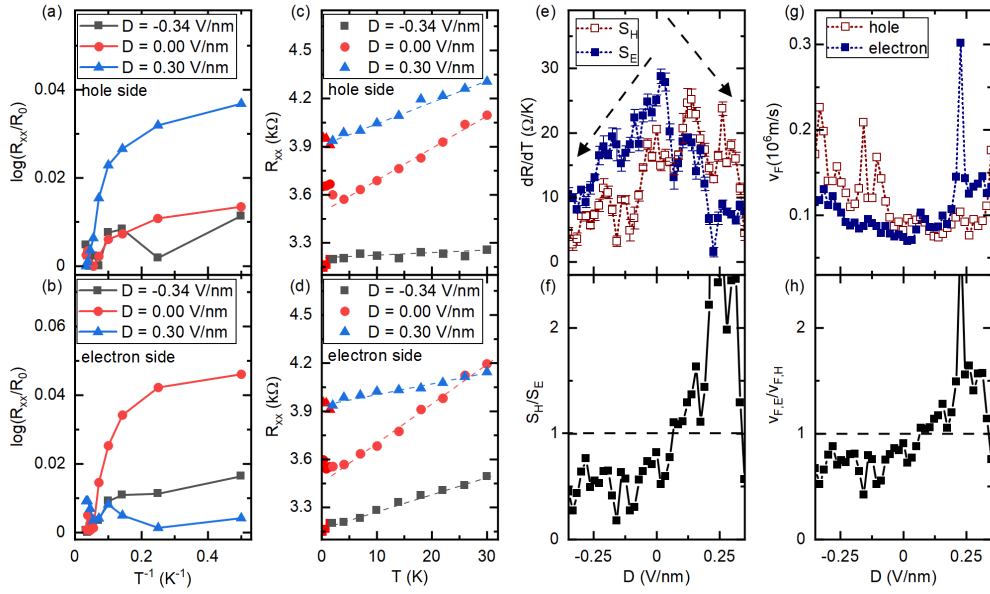 (a)
D = -0.34 V/nm
D = 0.00 V/nm
D = 0.30 V/nm
hole side
log(Rxx/R0)
0.04
0.02
0.00
(b)
D = -0.34 V/nm
D = 0.00 V/nm
D = 0.30 V/nm
electron side
log(Rxx/R0)
0.06
0.04
0.02
0.00
0.0
0.2
0.4
T⁻¹ (K⁻¹)
(c)
D = -0.34 V/nm
D = 0.00 V/nm
D = 0.30 V/nm
hole side
Rxx (kΩ)
4.5
4.2
3.9
3.6
3.3
(d)
D = -0.34 V/nm
D = 0.00 V/nm
D = 0.30 V/nm
electron side
Rxx (kΩ)
4.5
4.2
3.9
3.6
3.3
0
10
20
30
T (K)
(e)
SH
SE
dR/dT (Ω/K)
40
30
20
10
0
(f)
SH/SE
2
1
0
-0.25
0
0.25
D (V/nm)
(g)
hole
electron
vF(10⁶m/s)
0.3
0.2
0.1
(h)
vF,E/vF,H
2
1
0
-0.25
0.00
0.25
D (V/nm)